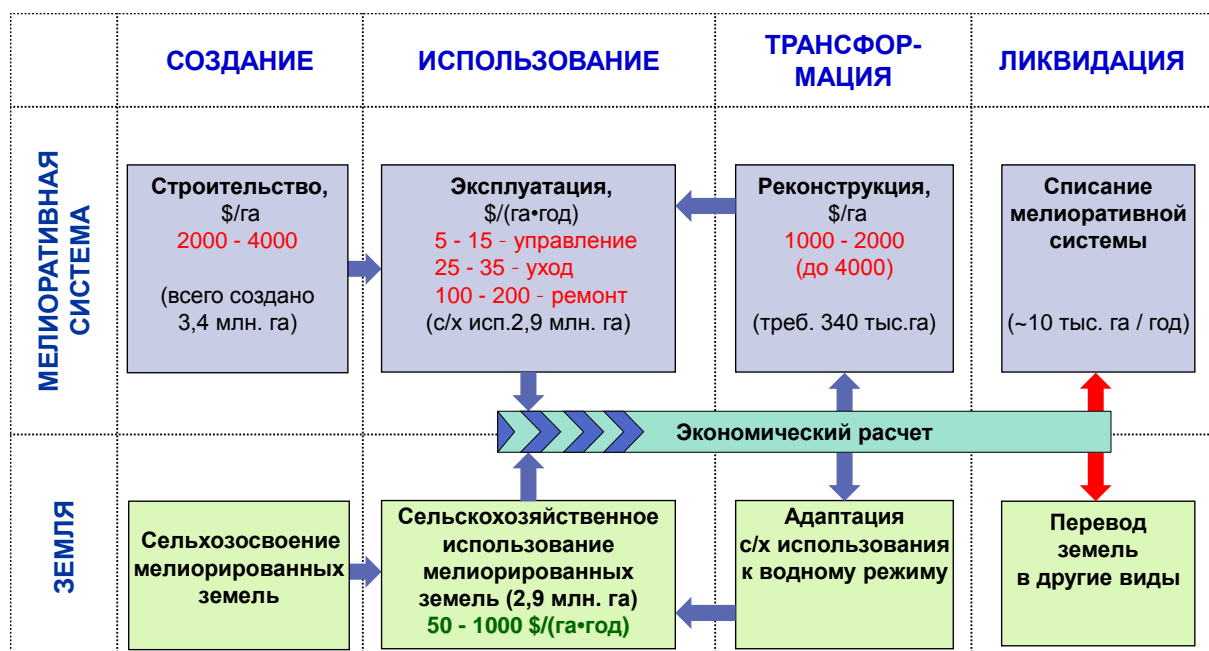 СОЗДАНИЕ
ИСПОЛЬЗОВАНИЕ
ТРАНСФОР-
МАЦИЯ
ЛИКВИДАЦИЯ
МЕЛИОРАТИВНАЯ
СИСТЕМА
Строительство,
$/га
2000 - 4000
(всего создано
3,4 млн. га)
Эксплуатация,
$/(га•год)
5 - 15 - управление
25 - 35 - уход
100 - 200 - ремонт
(с/х исп.2,9 млн. га)
Реконструкция,
$/га
1000 - 2000
(до 4000)
(треб. 340 тыс.га)
Списание
мелиоративной
системы
(~10 тыс. га / год)
Экономический расчет
ЗЕМЛЯ
Сельхозосвоение
мелиорированных
земель
Сельскохозяйственное
использование
мелиорированных
земель (2,9 млн. га)
50 - 1000 $/(га•год)
Адаптация
с/х использования
к водному режиму
Перевод
земель
в другие виды